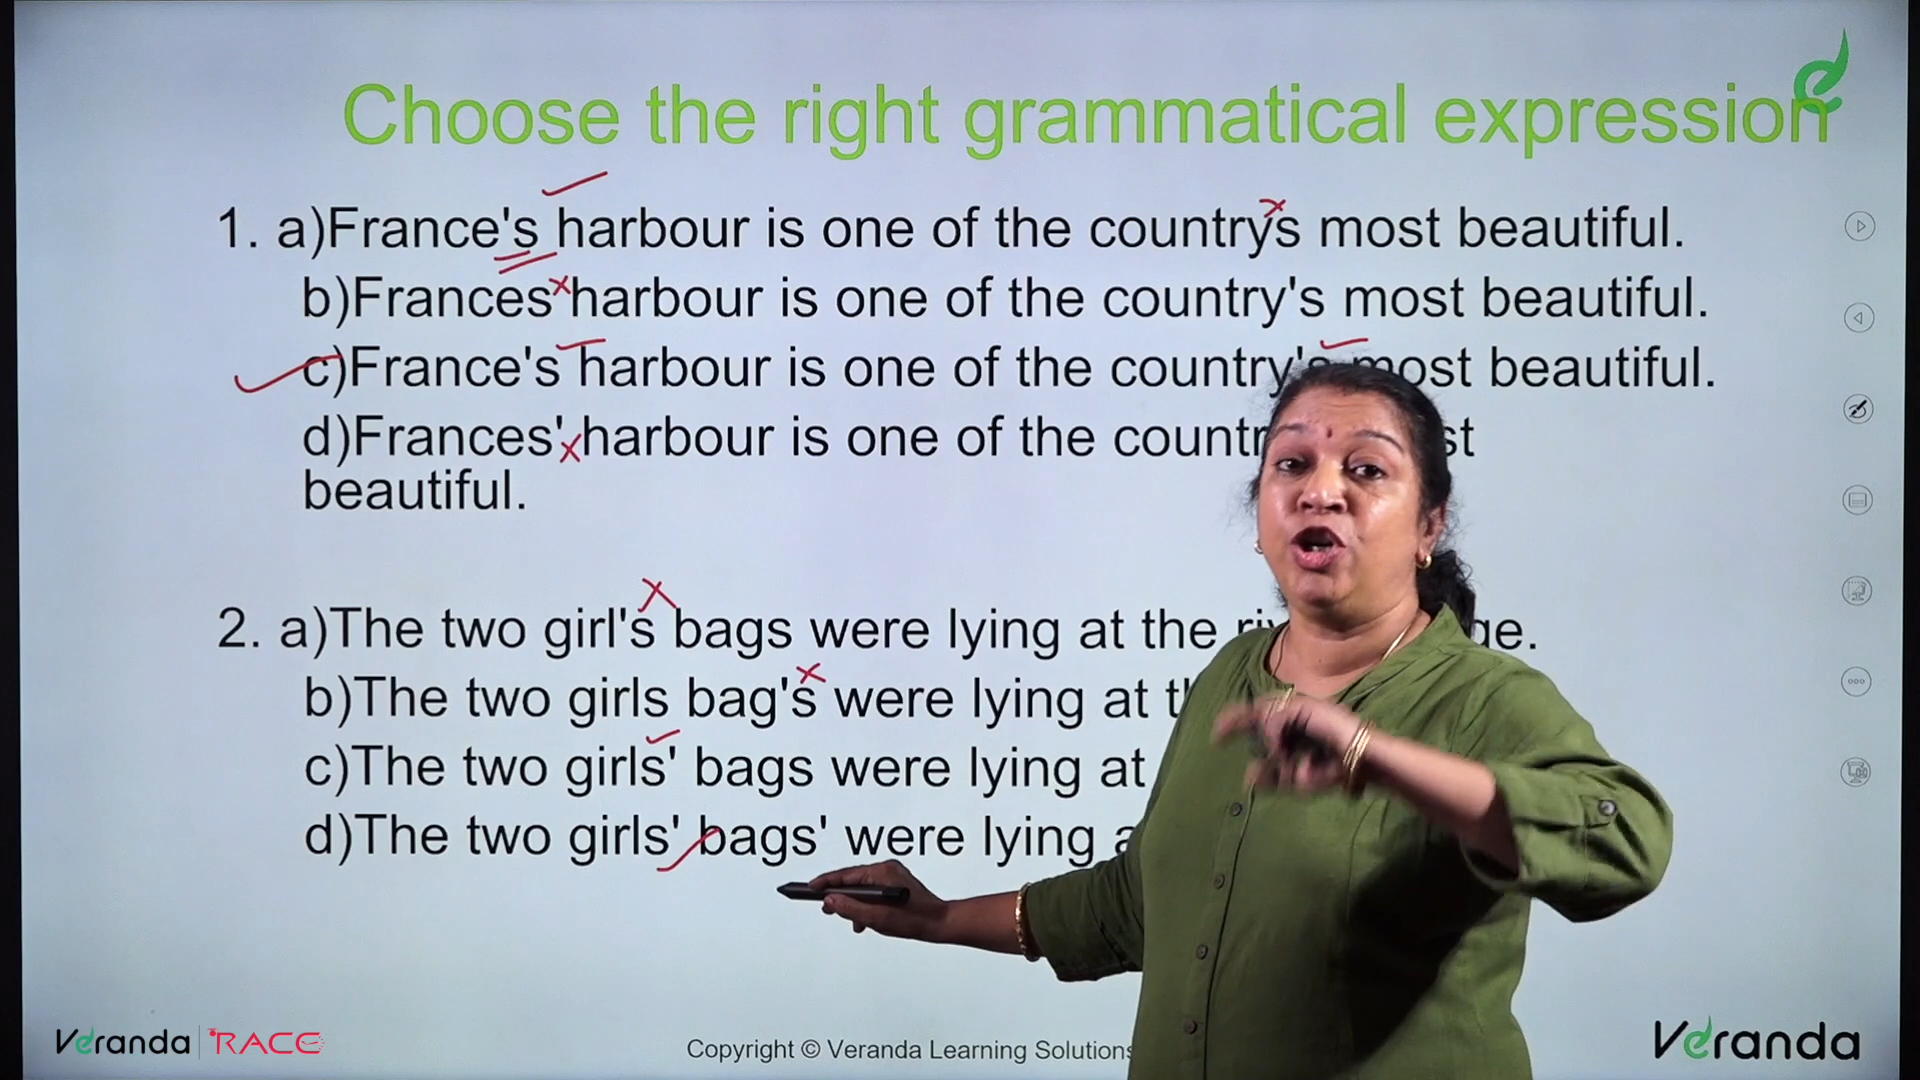 Choose the right grammatical expression
1. a)France's harbour is one of the countrys most beautiful.
b)Frances harbour is one of the country's most beautiful.
c)France's harbour is one of the country's most beautiful.
d)Frances' harbour is one of the
beautiful.
2. a)The two girl's bags were lying at the
b)The two girls bag's were lying at
c)The two girls' bags were lying at
d)The two girls' bags' were lying
Veranda RACE
Copyright © Veranda Learning Solutions
Veranda